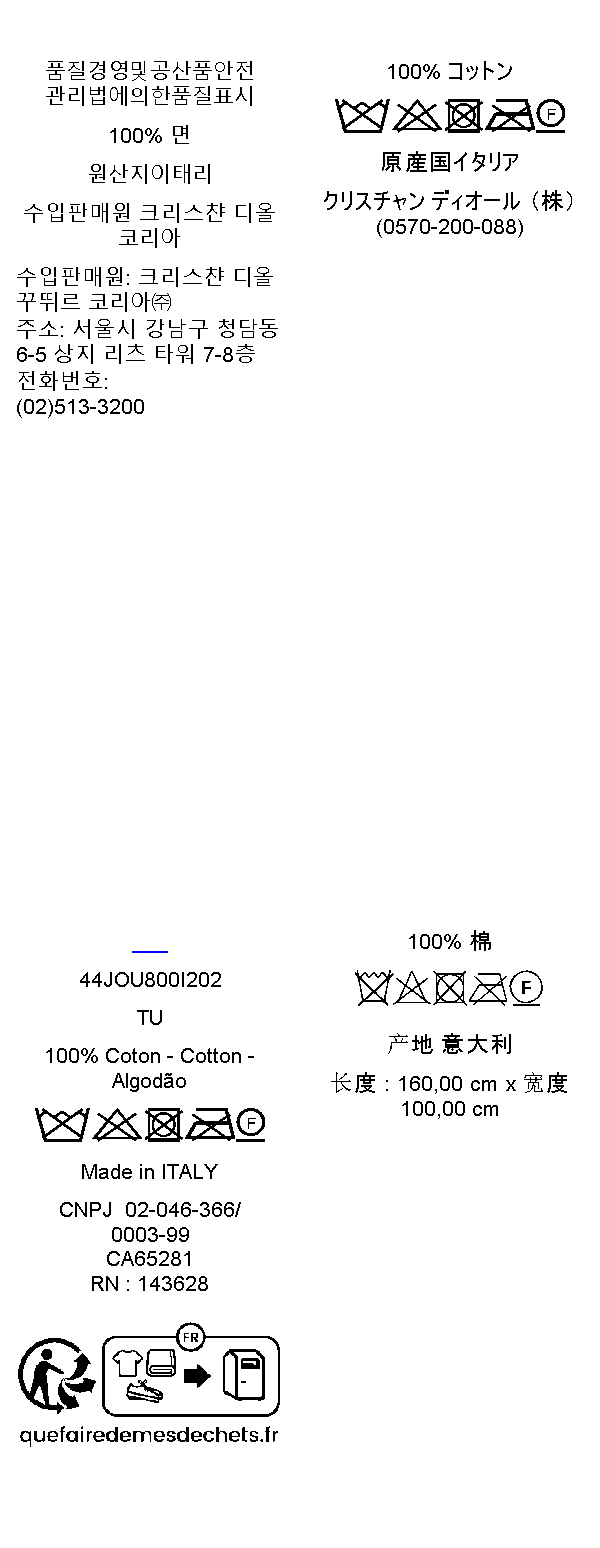 품질경영및공산품안전
관리법에의한품질표시
100% 면
원산지이태리
수입판매원 크리스챤 디올
코리아
수입판매원: 크리스챤 디올
꾸뛰르 코리아㈜
주소: 서울시 강남구 청담동
6-5 상지 리츠 타워 7-8층
전화번호:
(02)513-3200
100% コットン
F
原産国イタリア
クリスチャン ディオール（株）
(0570-200-088)
44JOU800I202
TU
100% Coton - Cotton -
Algodão
F
Made in ITALY
CNPJ 02-046-366/
0003-99
CA65281
RN : 143628
FR
quefairedemesdechets.fr
100% 棉
F
产地 意大利
长度 : 160,00 cm x 宽度
100,00 cm